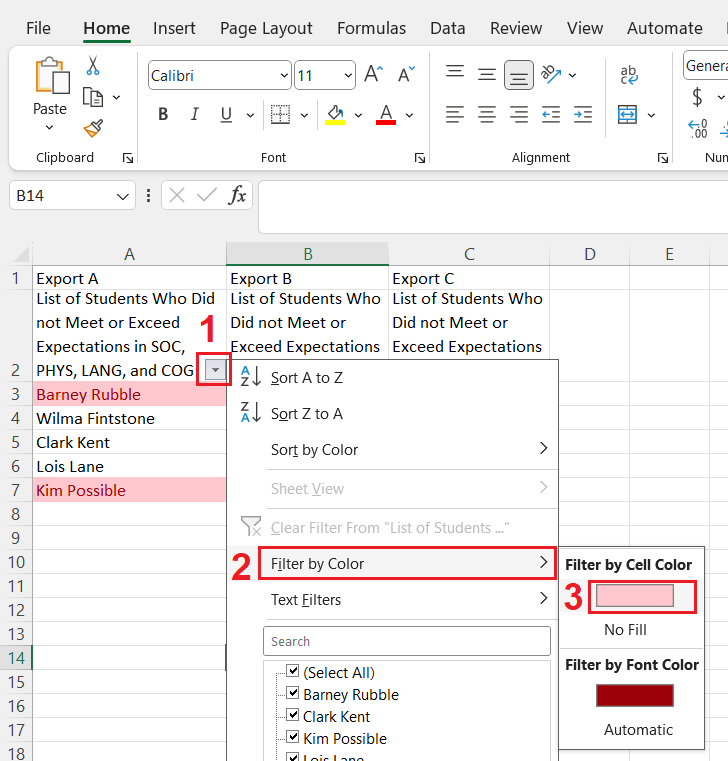 File Home Insert Page Layout Formulas Data Review View Automate
Calibri 11 A A ab Genera
Paste B I U A $ .00
Clipboard Font Alignment Num
B14 fx
A B C D E
1 Export A Export B Export C
List of Students Who Did List of Students Who List of Students Who
not Meet or Exceed Did not Meet or Did not Meet or
Expectations in SOC, 1 Exceed Expectations Exceed Expectations
2 PHYS, LANG, and COG
3 Barney Rubble
4 Wilma Fintstone
5 Clark Kent
6 Lois Lane
7 Kim Possible
8
9
10
11
12
13
14
15
16
17
18
Sort A to Z
Sort Z to A
Sort by Color
Sheet View
Clear Filter From "List of Students ..."
2 Filter by Color
Text Filters
Search
(Select All)
Barney Rubble
Clark Kent
Kim Possible
Lois Lane
Filter by Cell Color
3
No Fill
Filter by Font Color
Automatic